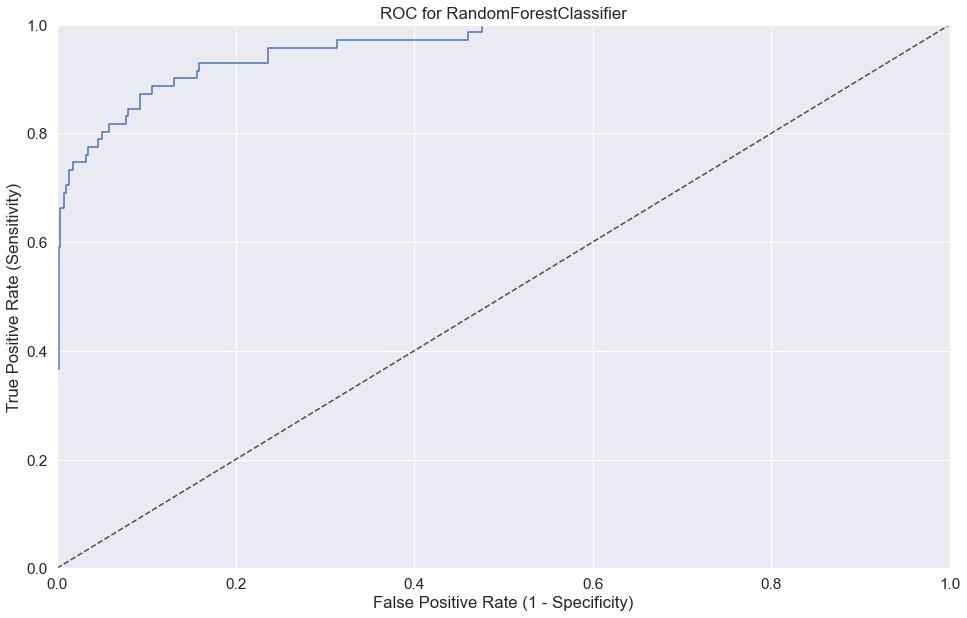 ROC for RandomForestClassifier
1.0
0.8
0.6
0.4
0.2
0.0
True Positive Rate (Sensitivity)
0.0 0.2 0.4 0.6 0.8 1.0
False Positive Rate (1 - Specificity)